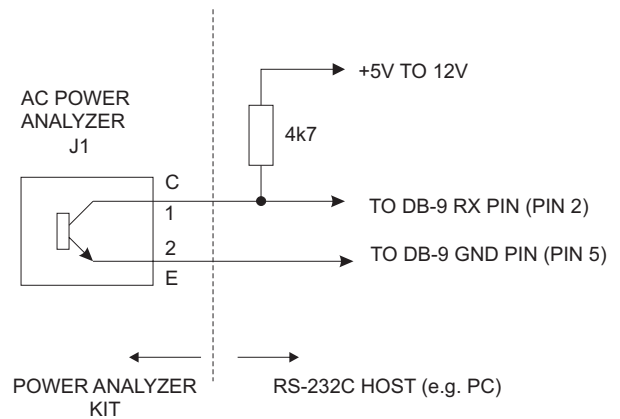 +5V TO 12V
AC POWER
ANALYZER
J1
4k7
C
1
TO DB-9 RX PIN (PIN 2)
2
TO DB-9 GND PIN (PIN 5)
E
POWER ANALYZER
KIT
RS-232C HOST (e.g. PC)